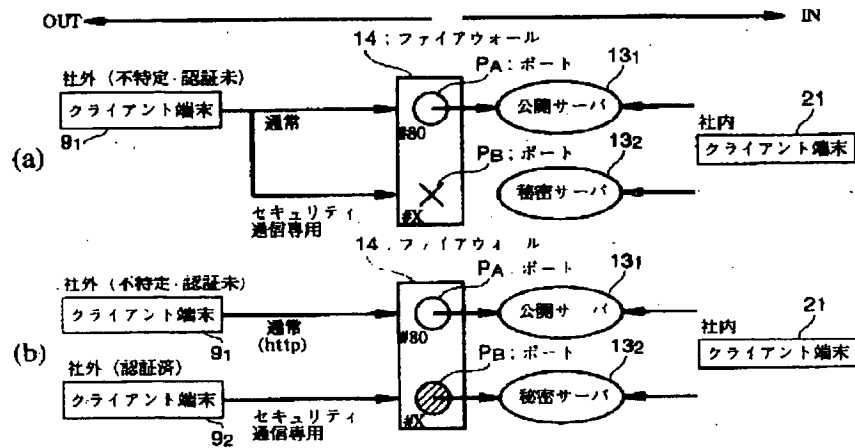 OUT
IN
14:ファイアウォール
PA:ポート
13₁
社外(不特定·認証未)
クライアント端末
9₁
通常
#80
公開サーバ
21
社内
クライアント端末
(a)
PB:ポート
13₂
秘密サーバ
セキュリティ
通信専用
#X
14:ファイアウォール
PA:ポート
13₁
社外(不特定·認証未)
クライアント端末
9₁
通常
(http)
#80
公開サーバ
21
社内
クライアント端末
(b)
PB:ポート
13₂
社外(認証済)
クライアント端末
9₂
セキュリティ
通信専用
#X
秘密サーバ